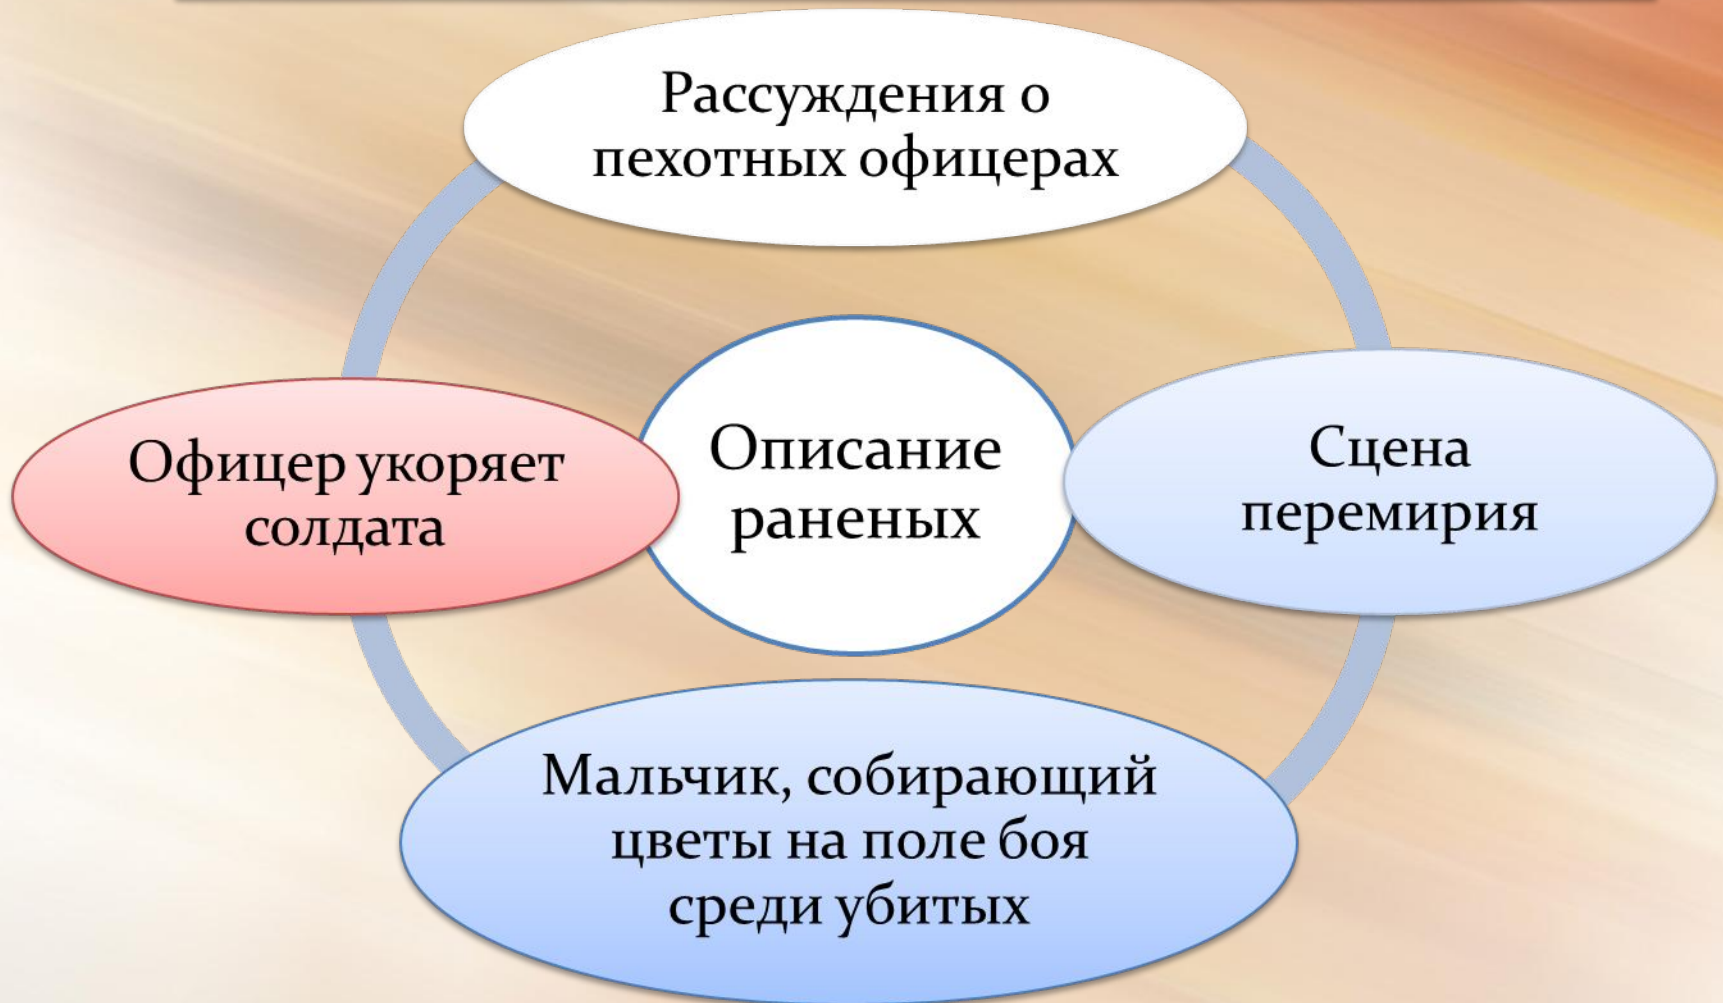 Рассуждения о
пехотных офицерах
Офицер укоряет
солдата
Описание
раненых
Сцена
перемирия
Мальчик, собирающий
цветы на поле боя
среди убитых